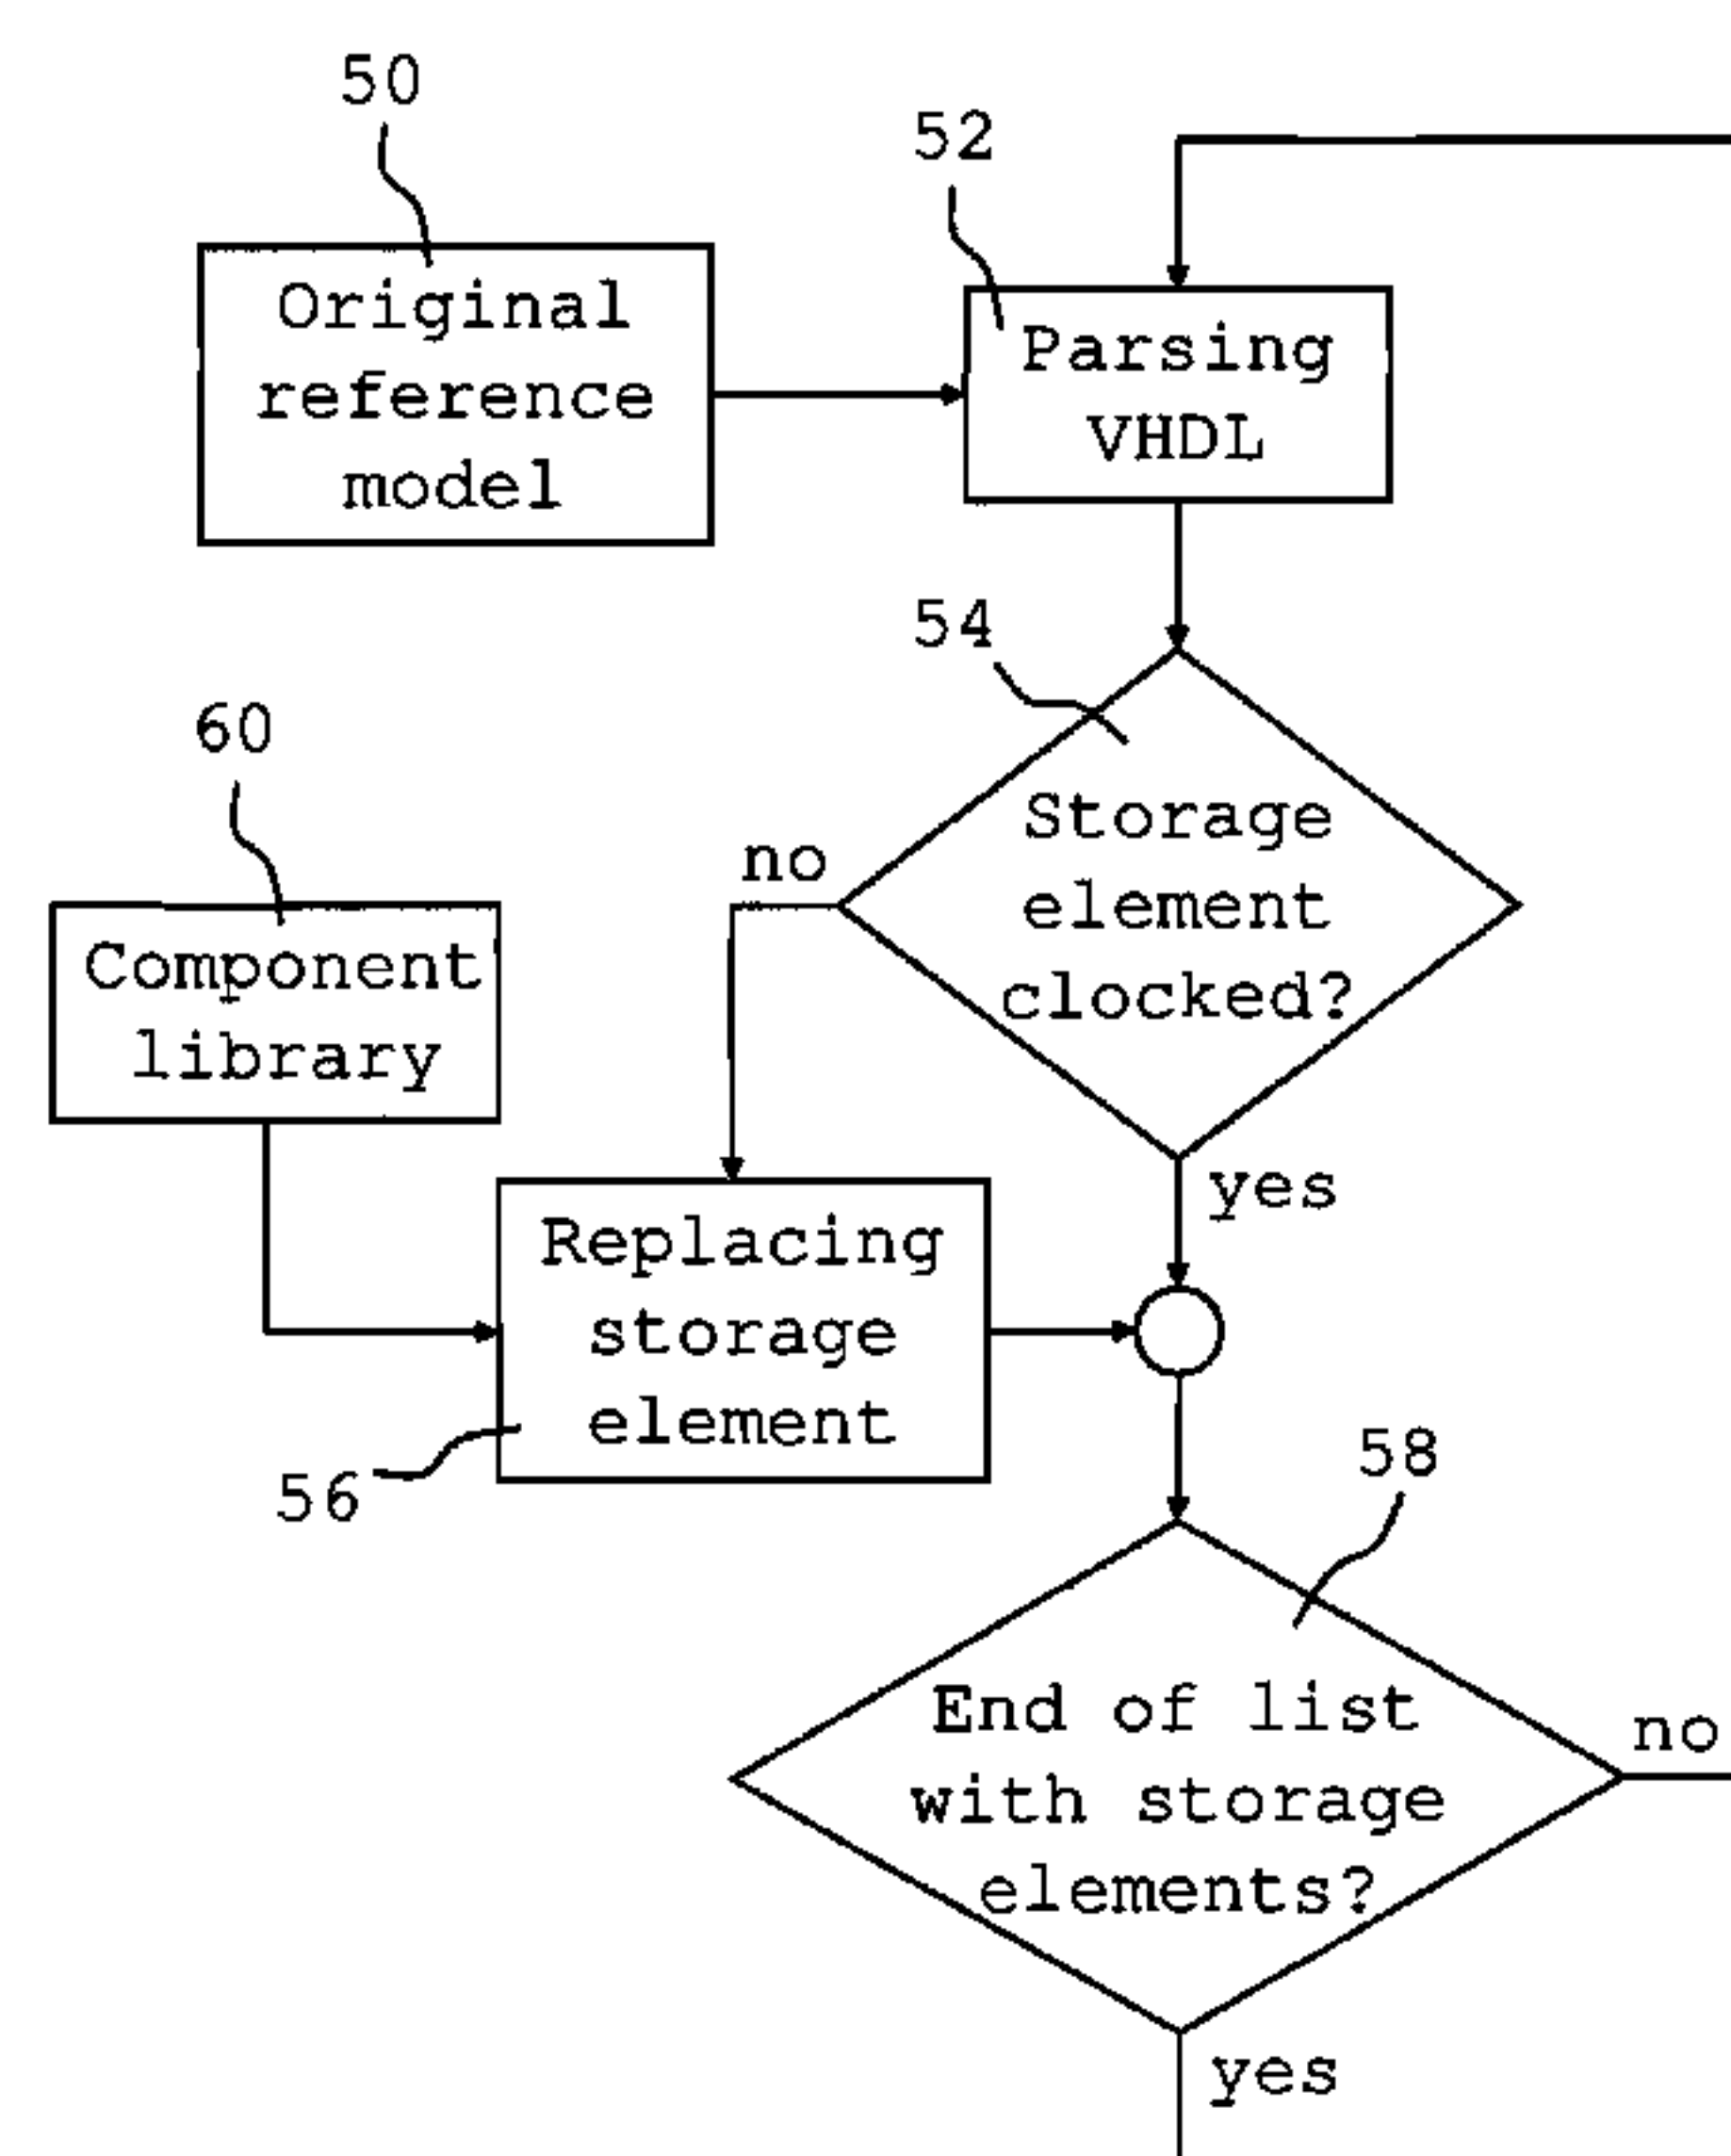 50
52
Original
reference
model
Parsing
VHDL
54
60
Storage
element
clocked?
no
Component
library
yes
Replacing
storage
element
56
58
End of list
with storage
elements?
no
yes